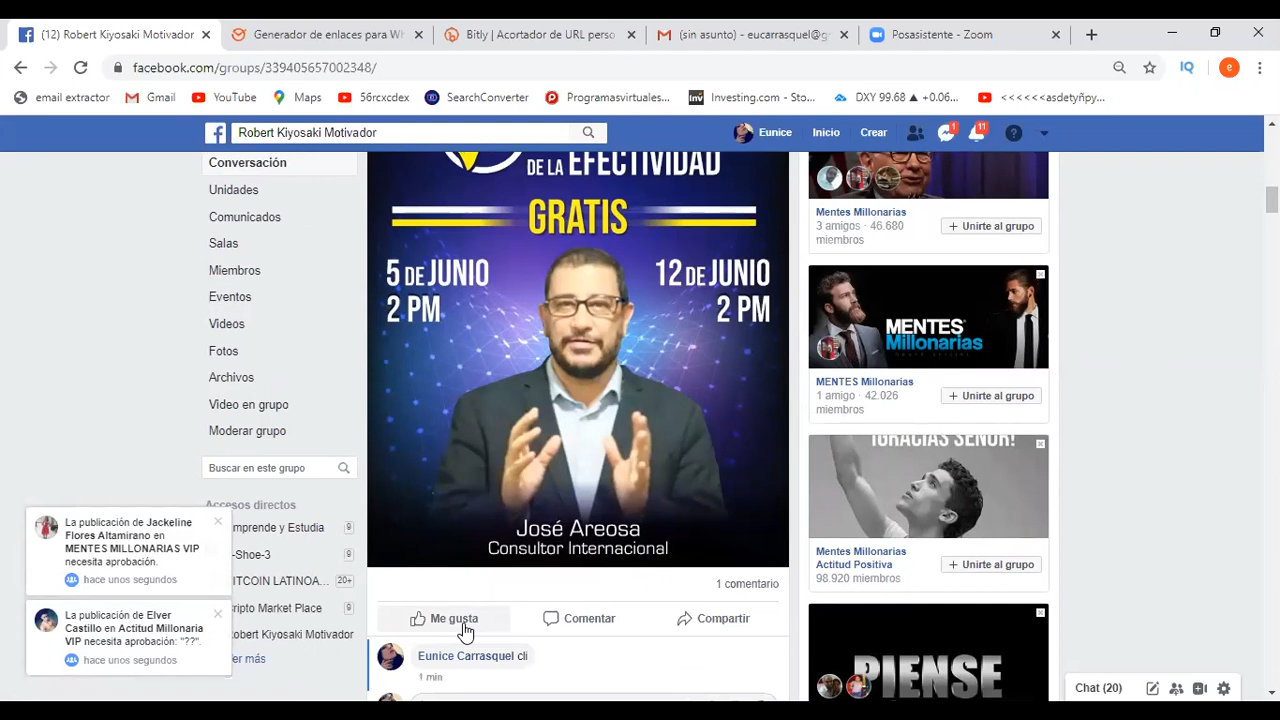 (12) Robert Kiyosaki Motivador
Generador de enlaces para Wh
Bitly | Acortador de URL perso
(sin asunto) - eucarrasquel@g
Posasistente - Zoom
facebook.com/groups/339405657002348/
email extractor
Gmail
YouTube
Maps
56rcxcdex
SearchConverter
Programasvirtuales...
Investing.com - Sto...
DXY 99.68 ▲ +0.06...
<<<<<<asdetyñpy...
Robert Kiyosaki Motivador
Eunice
Inicio
Crear
1
11
Conversación
Unidades
Comunicados
Salas
Miembros
Eventos
Videos
Fotos
Archivos
Video en grupo
Moderar grupo
Buscar en este grupo
Accesos directos
mprende y Estudia 9
-Shoe-3 9
ITCOIN LATINOA... 20+
ripto Market Place 9
Robert Kiyosaki Motivador
er más
La publicación de Jackeline
Flores Altamirano en
MENTES MILLONARIAS VIP
necesita aprobación.
hace unos segundos
La publicación de Elver
Castillo en Actitud Millonaria
VIP necesita aprobación: "??".
hace unos segundos
DE LA EFECTIVIDAD
GRATIS
5 DE JUNIO
2 PM
12 DE JUNIO
2 PM
José Areosa
Consultor Internacional
1 comentario
Me gusta
Comentar
Compartir
Eunice Carrasquel cli
1 min
Mentes Millonarias
3 amigos · 46.680
miembros
+ Unirte al grupo
MENTES
Millonarias
MENTES Millonarias
1 amigo · 42.026
miembros
+ Unirte al grupo
¡GRACIAS SEÑOR!
Mentes Millonarias
Actitud Positiva
98.920 miembros
+ Unirte al grupo
PIENSE
Chat (20)